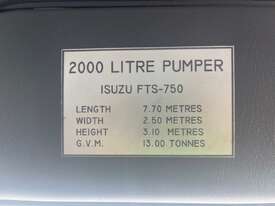 2000 LITRE PUMPER
ISUZU FTS-750
LENGTH 7.70 METRES
WIDTH 2.50 METRES
HEIGHT 3.10 METRES
G.V.M. 13.00 TONNES